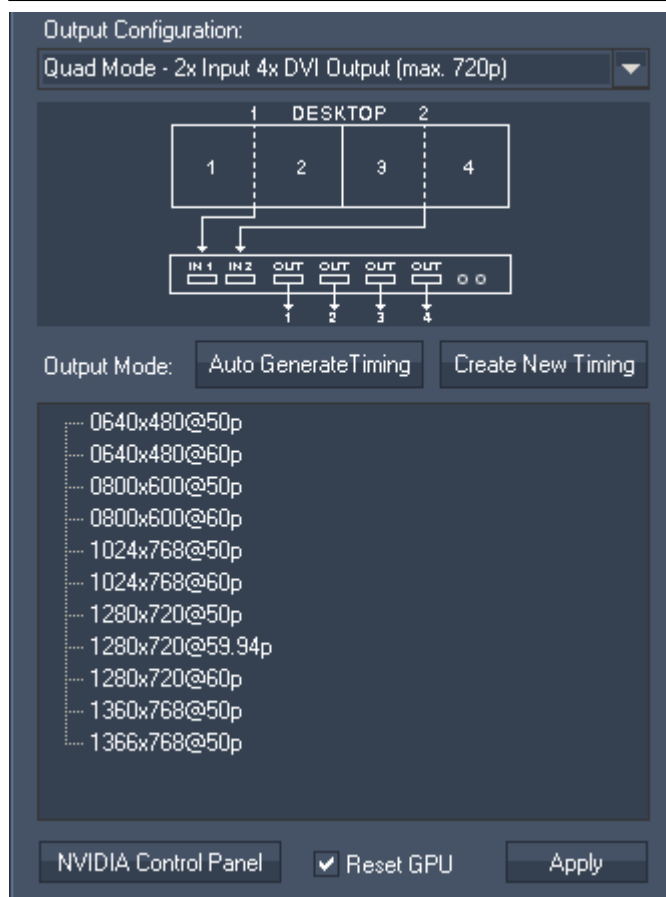 Output Configuration:
Quad Mode - 2x Input 4x DVI Output (max. 720p)
1 DESKTOP 2
1 2 3 4
IN 1 IN 2 OUT OUT OUT OUT
1 2 3 4
Output Mode: Auto GenerateTiming Create New Timing
0640x480@50p
0640x480@60p
0800x600@50p
0800x600@60p
1024x768@50p
1024x768@60p
1280x720@50p
1280x720@59.94p
1280x720@60p
1360x768@50p
1366x768@50p
NVIDIA Control Panel Reset GPU Apply